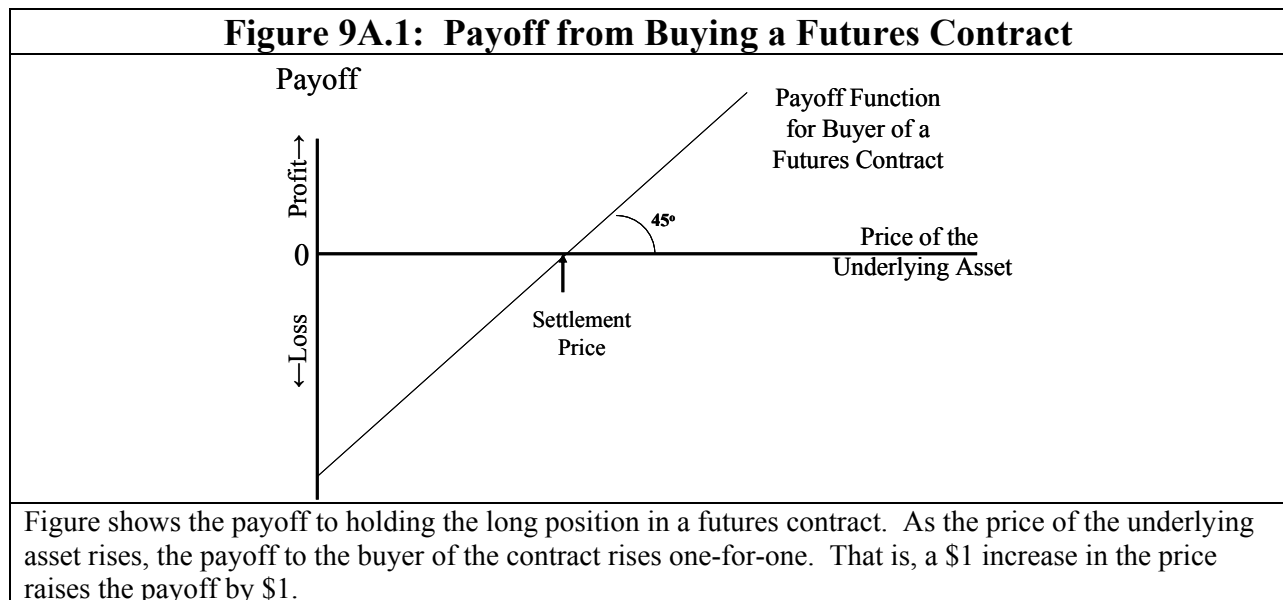 Figure 9A.1: Payoff from Buying a Futures Contract
Payoff
Payoff Function
for Buyer of a
Futures Contract
Profit→
45°
0
Price of the
Underlying Asset
Settlement
Price
←Loss
Figure shows the payoff to holding the long position in a futures contract. As the price of the underlying
asset rises, the payoff to the buyer of the contract rises one-for-one. That is, a $1 increase in the price
raises the payoff by $1.